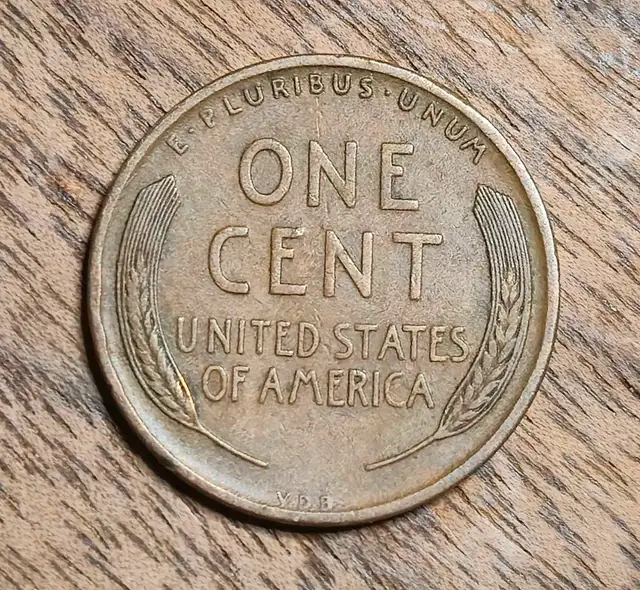 E · PLURIBUS · UNUM
ONE
CENT
UNITED STATES
OF AMERICA
V.D.B.